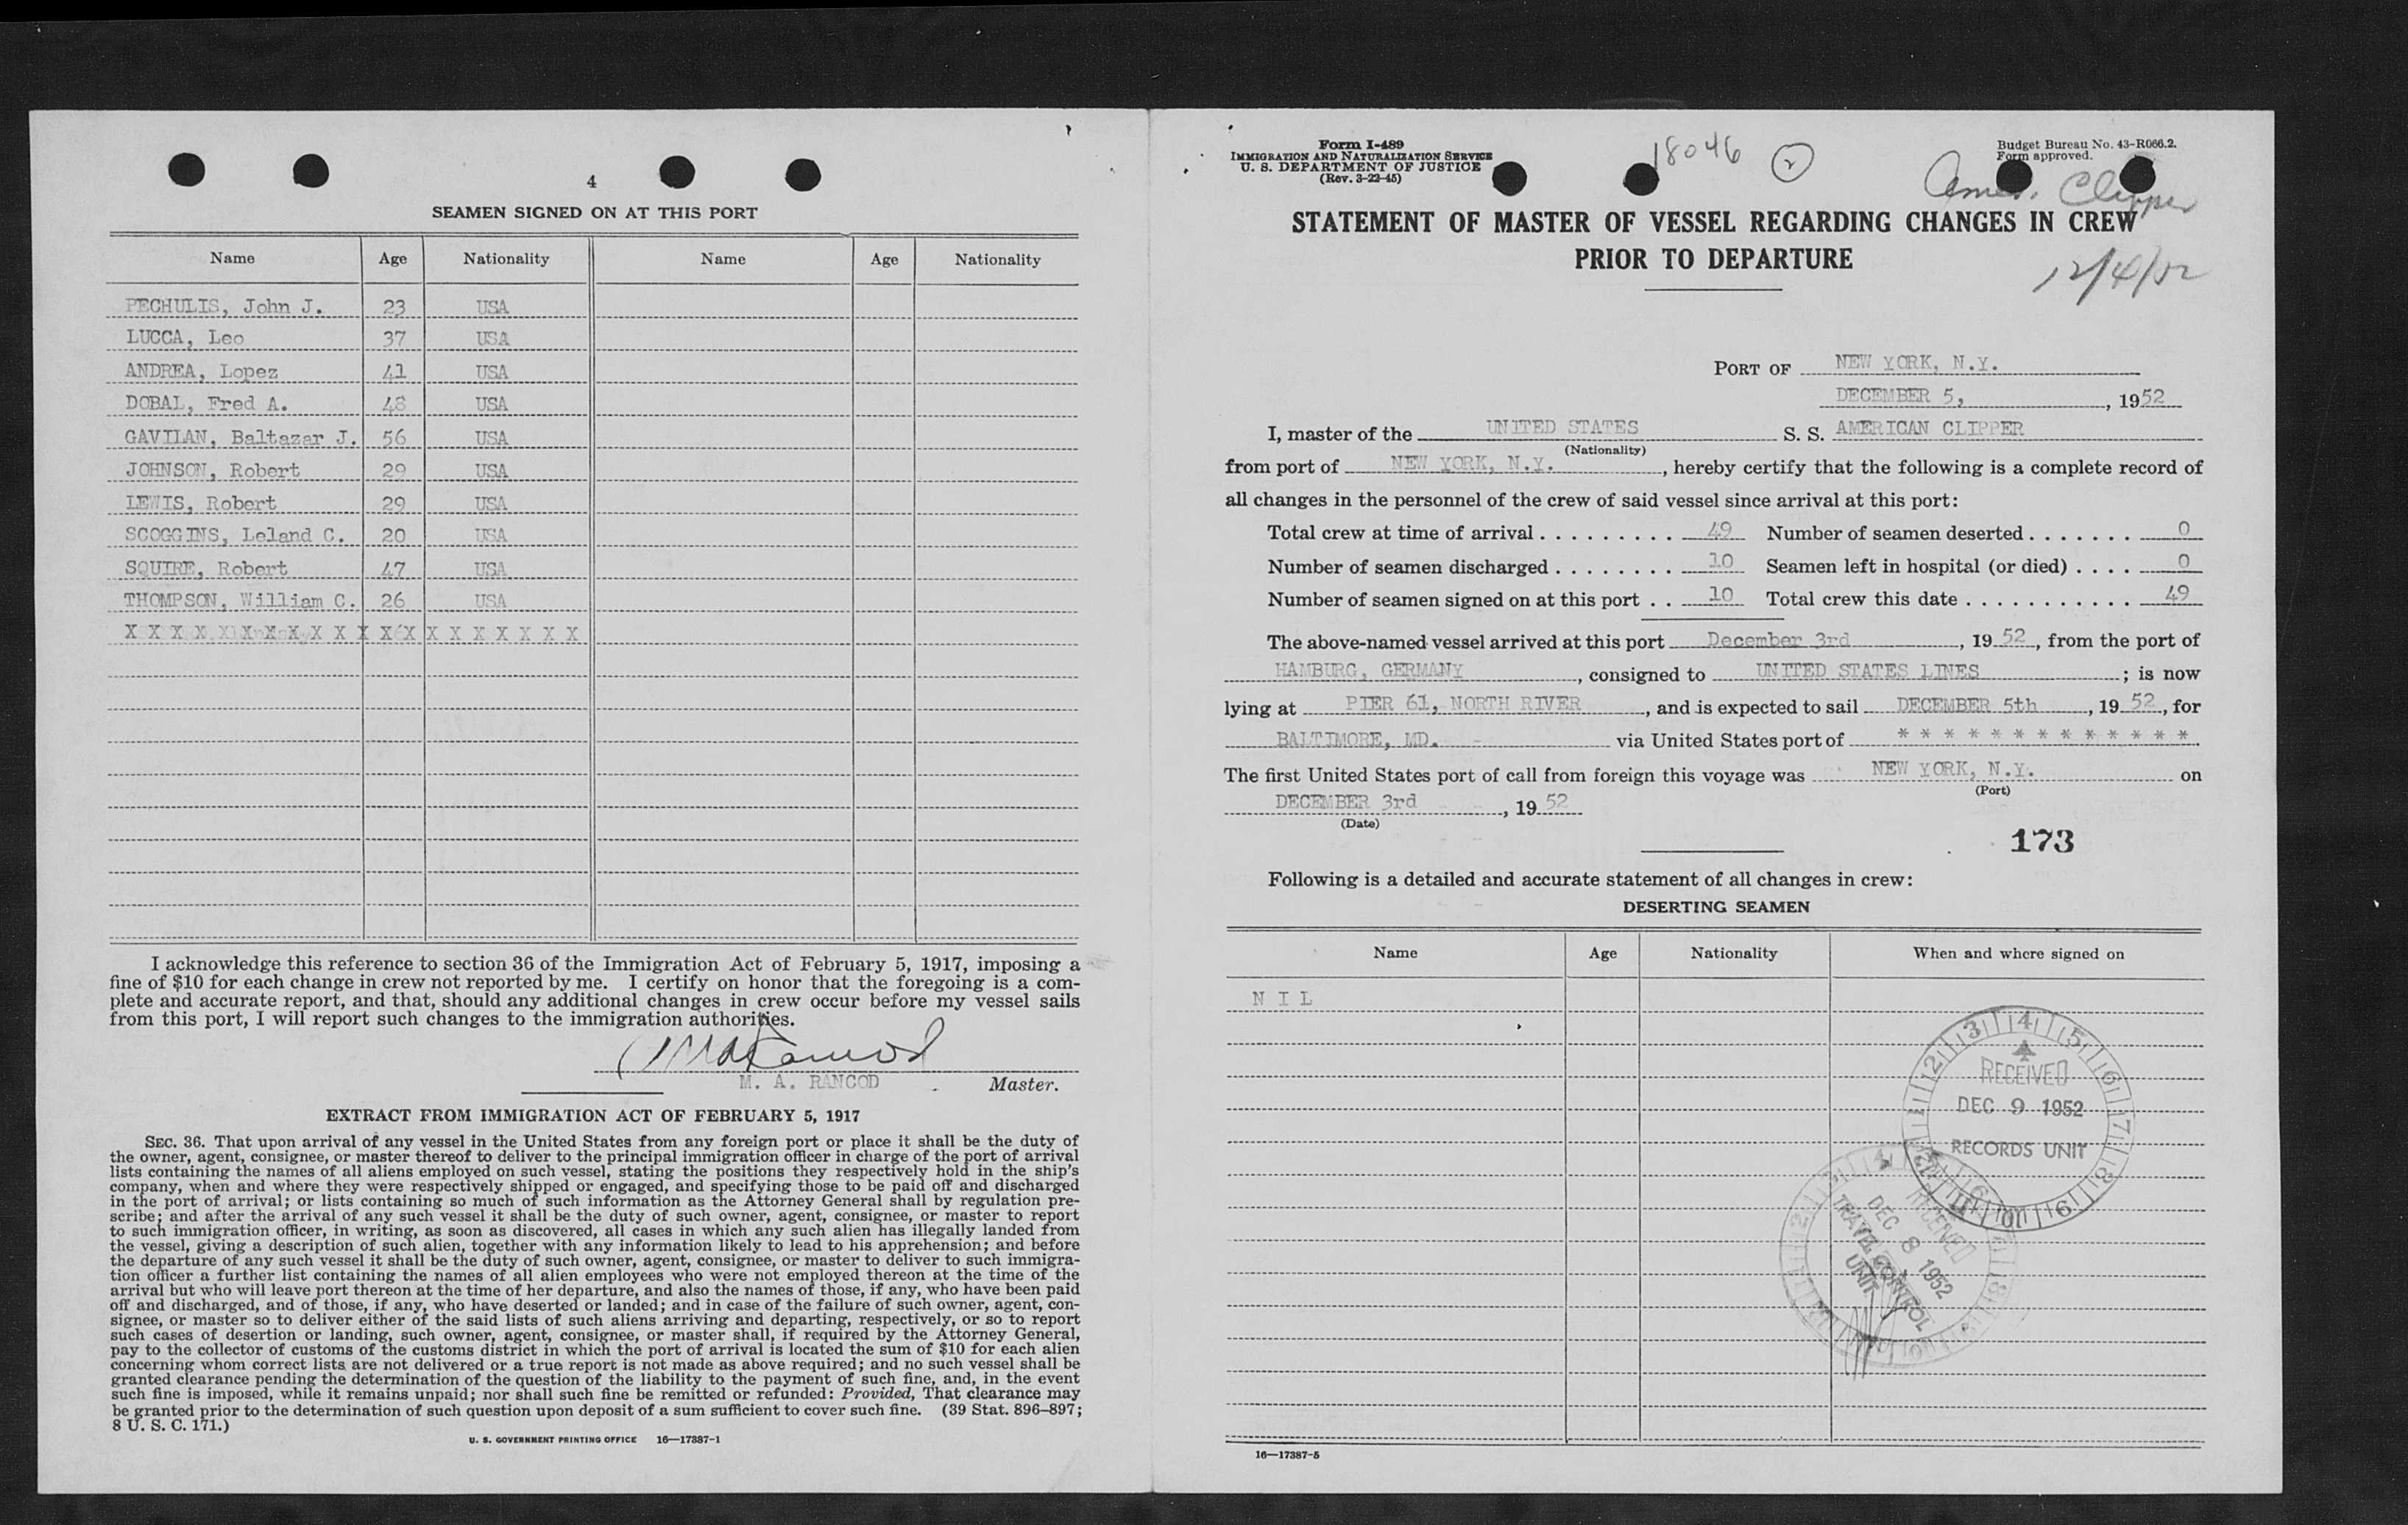 4
SEAMEN SIGNED ON AT THIS PORT
Name Age Nationality Name Age Nationality
PECHULIS, John J. 23 USA
LUCCA, Leo 37 USA
ANDREA, Lopez 41 USA
DOBAL, Fred A. 48 USA
GAVILAN, Baltazar J. 56 USA
JOHNSON, Robert 29 USA
LEWIS, Robert 29 USA
SCOGGINS, Leland C. 20 USA
SQUIRE, Robert 47 USA
THOMPSON, William C. 26 USA
X X X X X X X X X X X X X X X X X X X X
I acknowledge this reference to section 36 of the Immigration Act of February 5, 1917, imposing a
fine of $10 for each change in crew not reported by me. I certify on honor that the foregoing is a com-
plete and accurate report, and that, should any additional changes in crew occur before my vessel sails
from this port, I will report such changes to the immigration authorities.
M. A. RANCOD Master.
EXTRACT FROM IMMIGRATION ACT OF FEBRUARY 5, 1917
SEC. 36. That upon arrival of any vessel in the United States from any foreign port or place it shall be the duty of
the owner, agent, consignee, or master thereof to deliver to the principal immigration officer in charge of the port of arrival
lists containing the names of all aliens employed on such vessel, stating the positions they respectively hold in the ship's
company, when and where they were respectively shipped or engaged, and specifying those to be paid off and discharged
in the port of arrival; or lists containing so much of such information as the Attorney General shall by regulation pre-
scribe; and after the arrival of any such vessel it shall be the duty of such owner, agent, consignee, or master to report
to such immigration officer, in writing, as soon as discovered, all cases in which any such alien has illegally landed from
the vessel, giving a description of such alien, together with any information likely to lead to his apprehension; and before
the departure of any such vessel it shall be the duty of such owner, agent, consignee, or master to deliver to such immigra-
tion officer a further list containing the names of all alien employees who were not employed thereon at the time of the
arrival but who will leave port thereon at the time of her departure, and also the names of those, if any, who have been paid
off and discharged, and of those, if any, who have deserted or landed; and in case of the failure of such owner, agent, con-
signee, or master so to deliver either of the said lists of such aliens arriving and departing, respectively, or so to report
such cases of desertion or landing, such owner, agent, consignee, or master shall, if required by the Attorney General,
pay to the collector of customs of the customs district in which the port of arrival is located the sum of $10 for each alien
concerning whom correct lists are not delivered or a true report is not made as above required; and no such vessel shall be
granted clearance pending the determination of the question of the liability to the payment of such fine, and, in the event
such fine is imposed, while it remains unpaid; nor shall such fine be remitted or refunded: Provided, That clearance may
be granted prior to the determination of such question upon deposit of a sum sufficient to cover such fine. (39 Stat. 896–897;
8 U. S. C. 171.)
U. S. GOVERNMENT PRINTING OFFICE 16—17387-1
Form I-489
IMMIGRATION AND NATURALIZATION SERVICE
U. S. DEPARTMENT OF JUSTICE
(Rev. 3-22-45)
18046 2
Budget Bureau No. 43-R066.2.
Form approved.
Amer. Clipper
STATEMENT OF MASTER OF VESSEL REGARDING CHANGES IN CREW
PRIOR TO DEPARTURE
12/4/52
PORT OF NEW YORK, N.Y.
DECEMBER 5, , 1952
I, master of the UNITED STATES S. S. AMERICAN CLIPPER
(Nationality)
from port of NEW YORK, N.Y. , hereby certify that the following is a complete record of
all changes in the personnel of the crew of said vessel since arrival at this port:
Total crew at time of arrival . . . . . . . . . 49 Number of seamen deserted . . . . . . . 0
Number of seamen discharged . . . . . . . . 10 Seamen left in hospital (or died) . . . . 0
Number of seamen signed on at this port . . 10 Total crew this date . . . . . . . . . . . 49
The above-named vessel arrived at this port December 3rd , 19 52 , from the port of
HAMBURG, GERMANY , consigned to UNITED STATES LINES ; is now
lying at PIER 61, NORTH RIVER , and is expected to sail DECEMBER 5th , 19 52 , for
BALTIMORE, MD. via United States port of * * * * * * * * * * * * *
The first United States port of call from foreign this voyage was NEW YORK, N.Y. on
(Port)
DECEMBER 3rd , 19 52
(Date)
173
Following is a detailed and accurate statement of all changes in crew:
DESERTING SEAMEN
Name Age Nationality When and where signed on
N I L
RECEIVED
DEC 9 1952
RECORDS UNIT
RECEIVED
DEC 8 1952
TRAVEL CONTROL
UNIT
16—17387-5